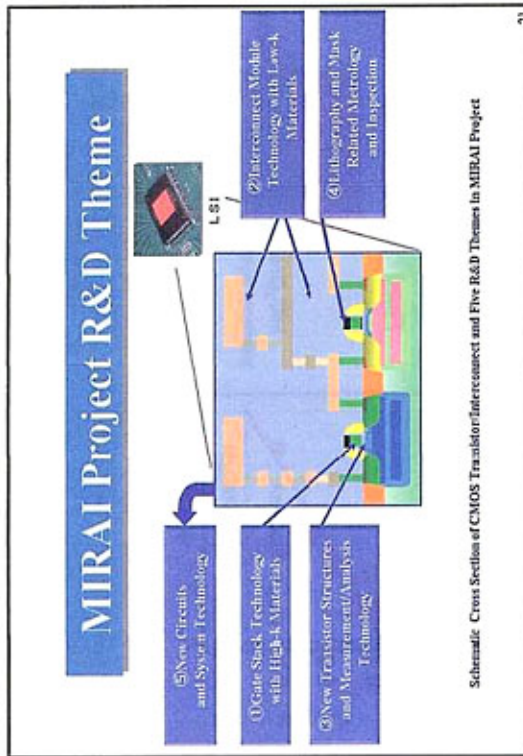 MIRAI Project R&D Theme
LSI
⑤New Circuits
and System Technology
①Gate Stack Technology
with High-k Materials
③New Transistor Structures
and Measurement/Analysis
Technology
②Interconnect Module
Technology with Law-k
Materials
④Lithography and Mask
Related Metrology
and Inspection
Schematic Cross Section of CMOS Transistor/Interconnect and Five R&D Themes in MIRAI Project